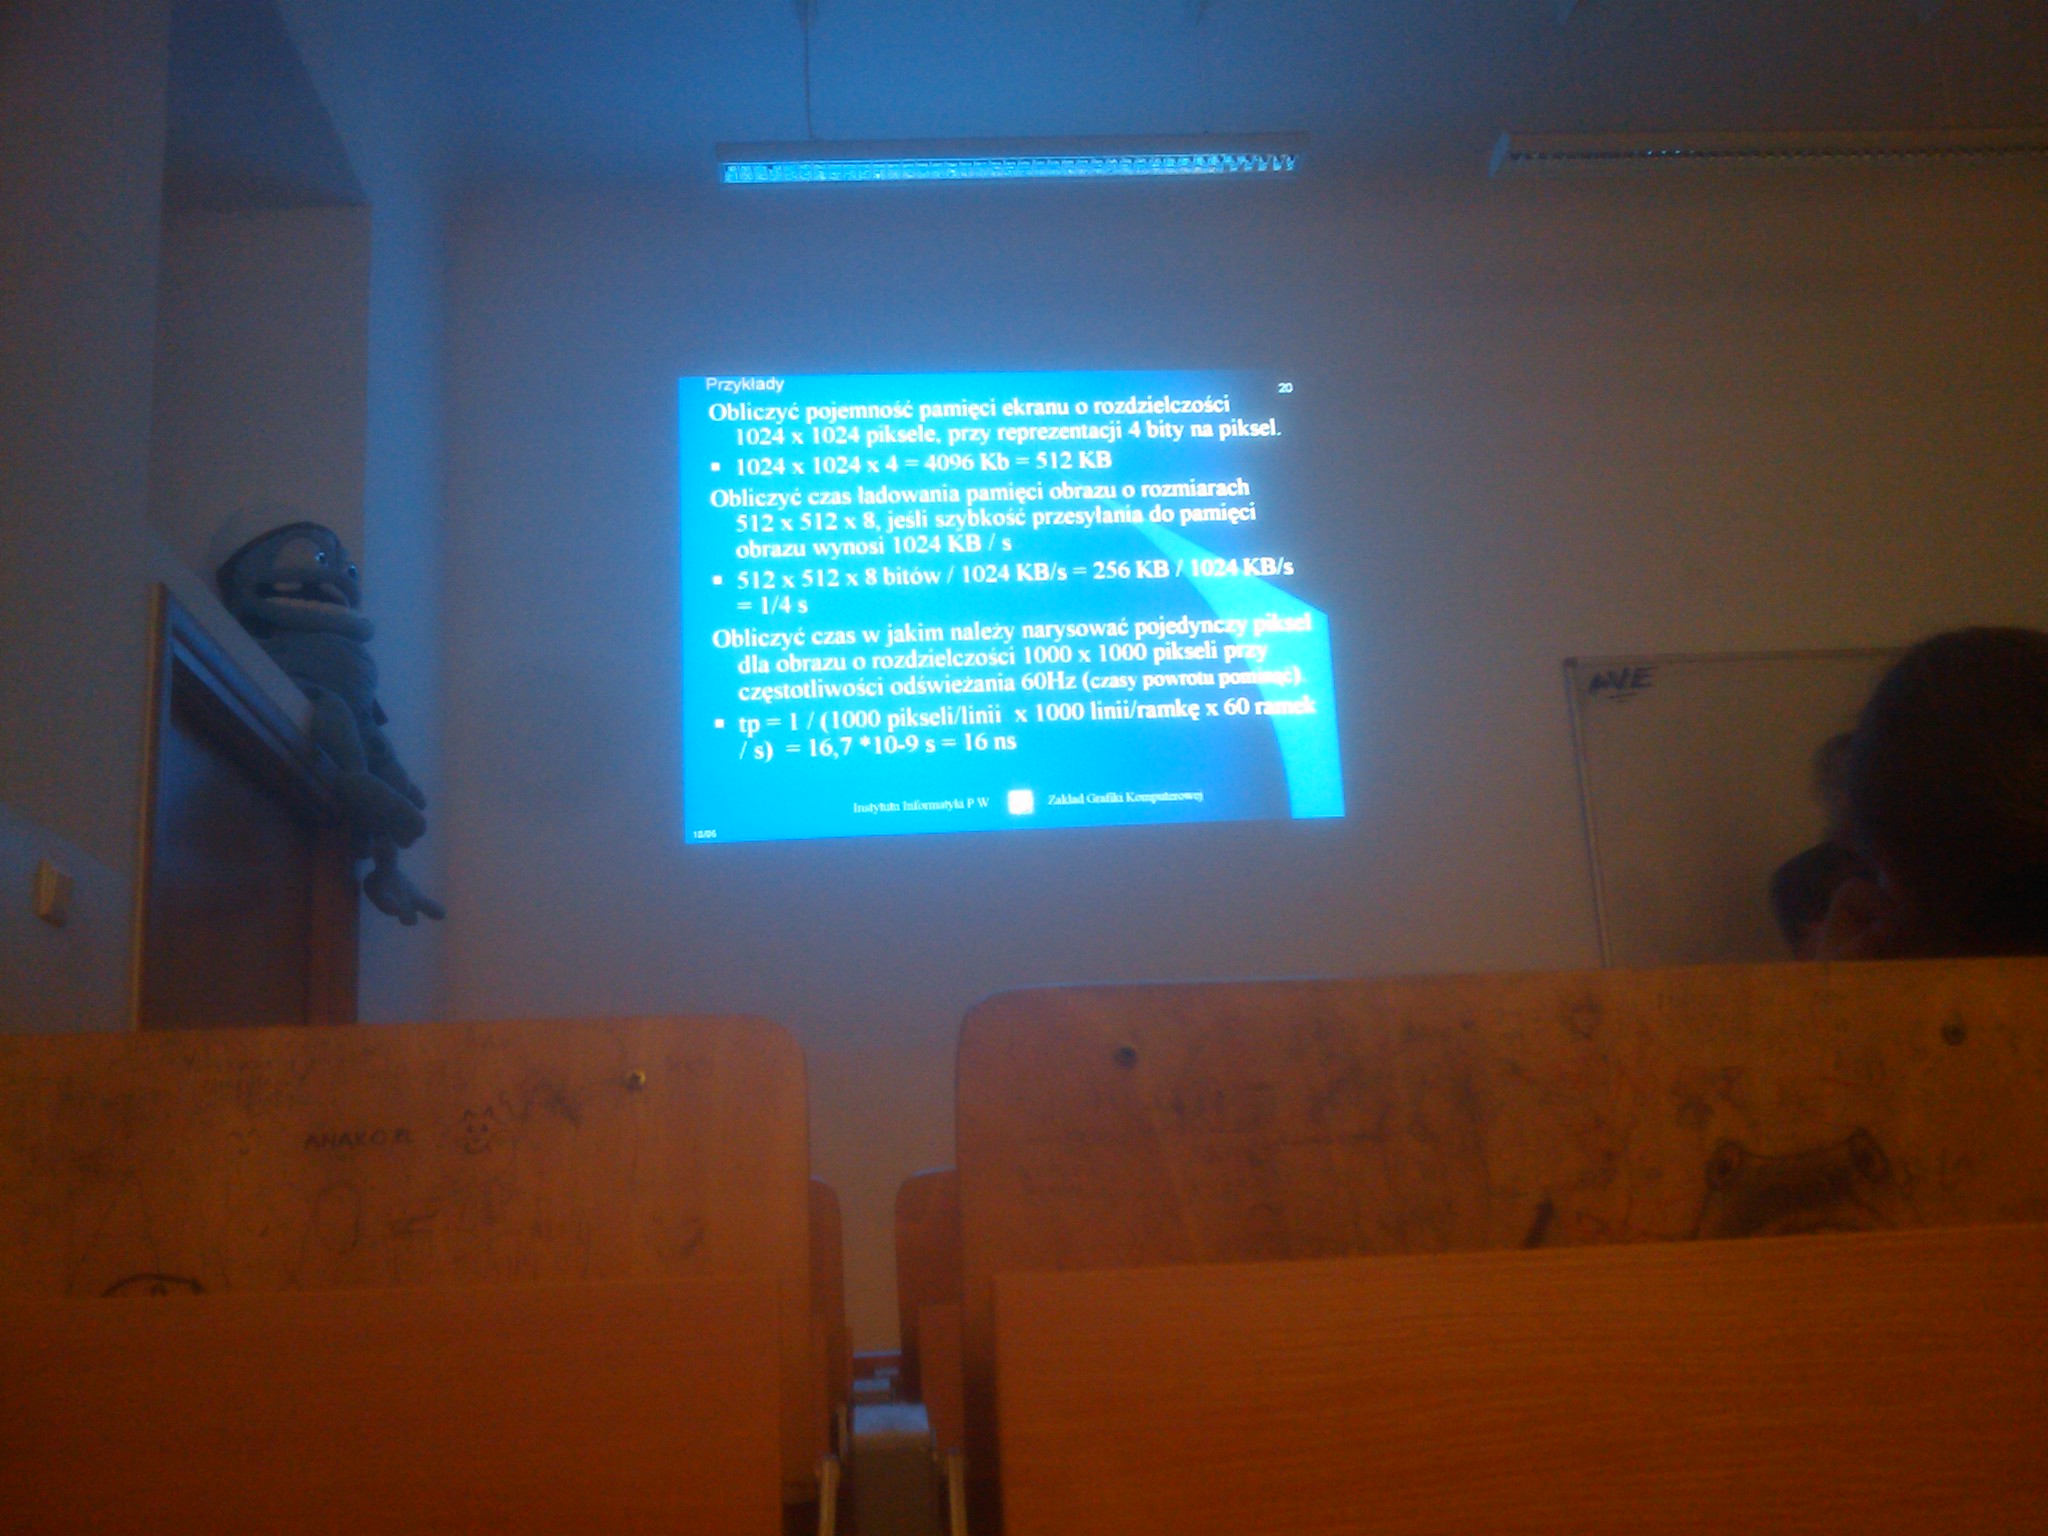 Przykłady
20
Obliczyć pojemność pamięci ekranu o rozdzielczości
1024 x 1024 piksele, przy reprezentacji 4 bity na piksel.
▪ 1024 x 1024 x 4 = 4096 Kb = 512 KB
Obliczyć czas ładowania pamięci obrazu o rozmiarach
512 x 512 x 8, jeśli szybkość przesyłania do pamięci
obrazu wynosi 1024 KB / s
▪ 512 x 512 x 8 bitów / 1024 KB/s = 256 KB / 1024 KB/s
= 1/4 s
Obliczyć czas w jakim należy narysować pojedynczy piksel
dla obrazu o rozdzielczości 1000 x 1000 pikseli przy
częstotliwości odświeżania 60Hz (czasy powrotu pominąć).
▪ tp = 1 / (1000 pikseli/linii x 1000 linii/ramkę x 60 ramek
/ s) = 16,7 *10-9 s = 16 ns
Instytutu Informatyki P W Zakład Grafiki Komputerowej
10/06
ANAKO.PL